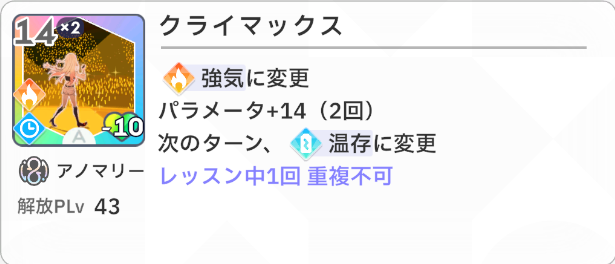 クライマックス
14 ×2
強気に変更
パラメータ+14（2回）
次のターン、温存に変更
レッスン中1回 重複不可
A
-10
アノマリー
解放PLv 43